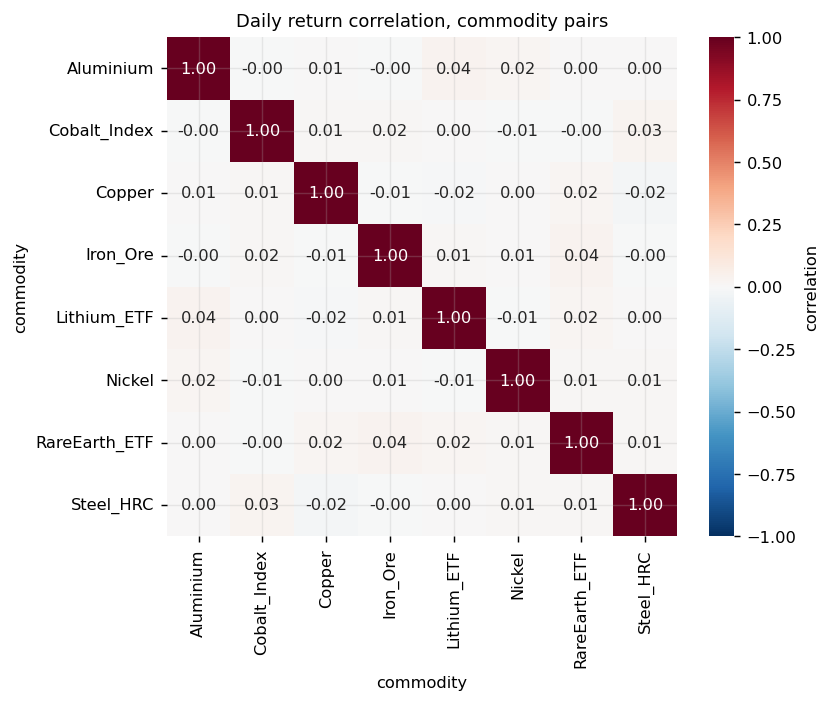 Daily return correlation, commodity pairs
Aluminium 1.00 -0.00 0.01 -0.00 0.04 0.02 0.00 0.00
Cobalt_Index -0.00 1.00 0.01 0.02 0.00 -0.01 -0.00 0.03
Copper 0.01 0.01 1.00 -0.01 -0.02 0.00 0.02 -0.02
Iron_Ore -0.00 0.02 -0.01 1.00 0.01 0.01 0.04 -0.00
Lithium_ETF 0.04 0.00 -0.02 0.01 1.00 -0.01 0.02 0.00
Nickel 0.02 -0.01 0.00 0.01 -0.01 1.00 0.01 0.01
RareEarth_ETF 0.00 -0.00 0.02 0.04 0.02 0.01 1.00 0.01
Steel_HRC 0.00 0.03 -0.02 -0.00 0.00 0.01 0.01 1.00
commodity
Aluminium
Cobalt_Index
Copper
Iron_Ore
Lithium_ETF
Nickel
RareEarth_ETF
Steel_HRC
commodity
1.00
0.75
0.50
0.25
0.00
−0.25
−0.50
−0.75
−1.00
correlation